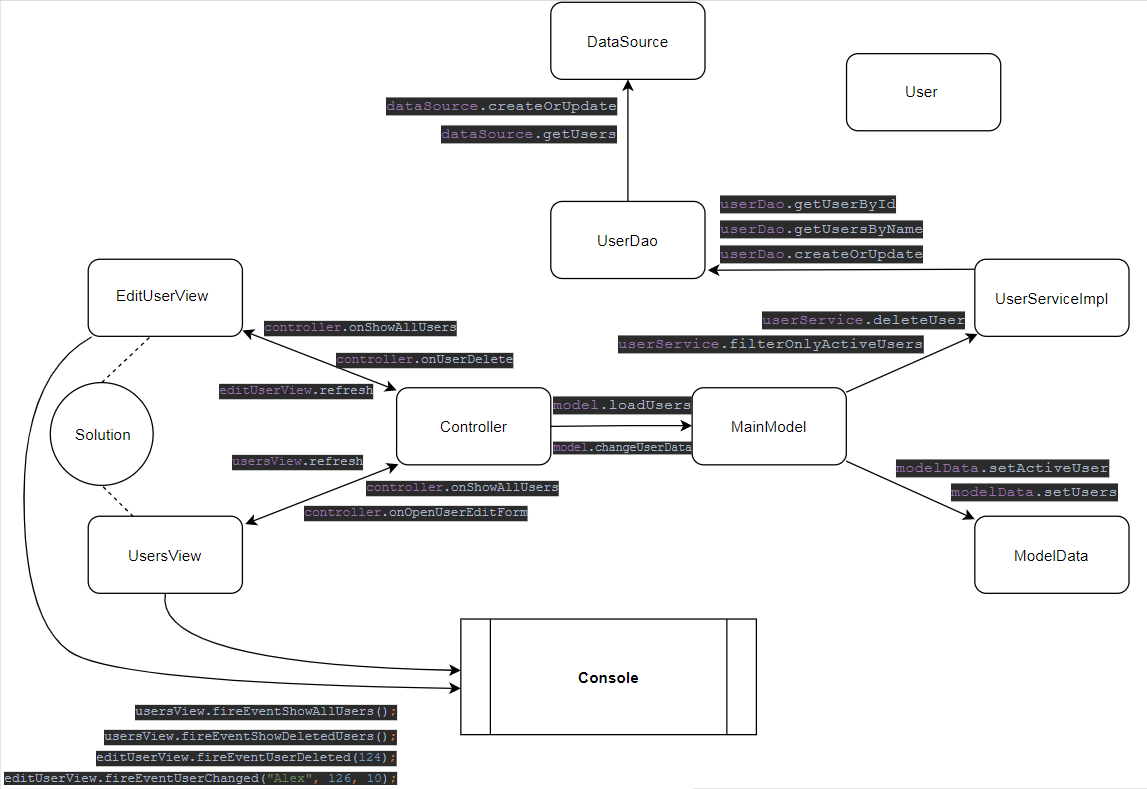 DataSource
User
dataSource.createOrUpdate
dataSource.getUsers
userDao.getUserById
userDao.getUsersByName
userDao.createOrUpdate
UserDao
EditUserView
UserServiceImpl
controller.onShowAllUsers
userService.deleteUser
userService.filterOnlyActiveUsers
controller.onUserDelete
editUserView.refresh
model.loadUsers
Solution
Controller
MainModel
model.changeUserData
usersView.refresh
modelData.setActiveUser
controller.onShowAllUsers
modelData.setUsers
controller.onOpenUserEditForm
UsersView
ModelData
Console
usersView.fireEventShowAllUsers();
usersView.fireEventShowDeletedUsers();
editUserView.fireEventUserDeleted(124);
editUserView.fireEventUserChanged("Alex", 126, 10);